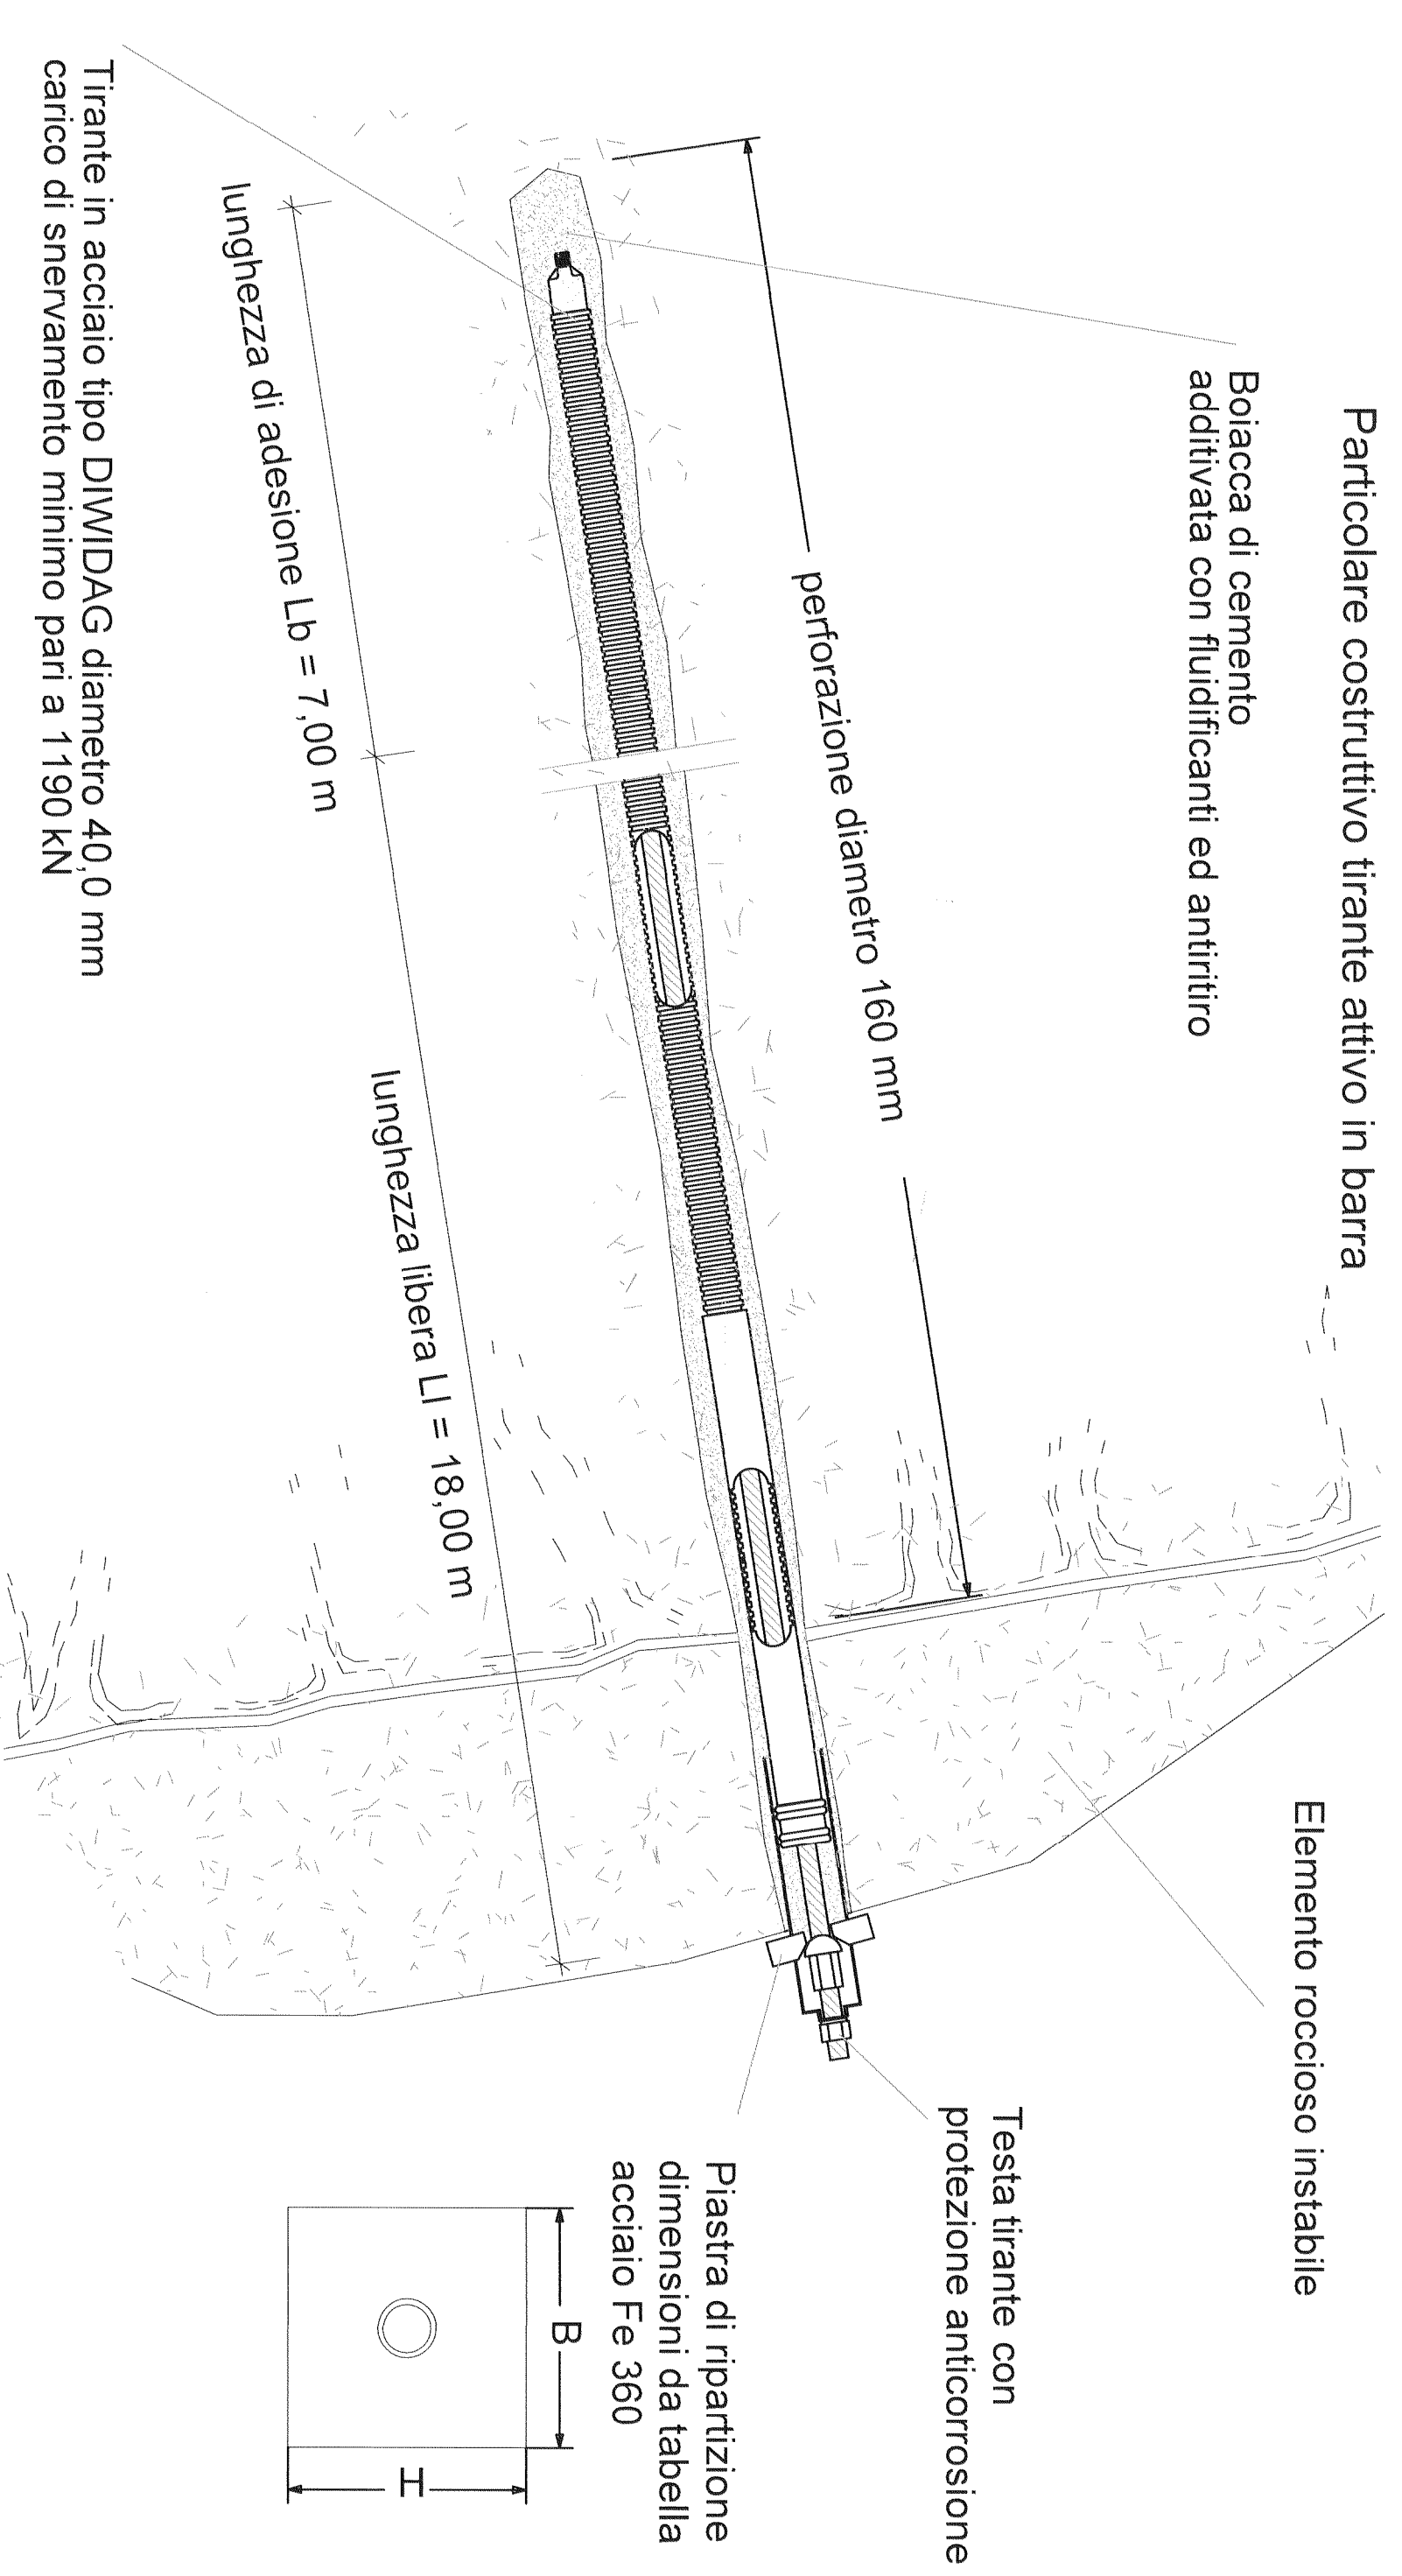 Particolare costruttivo tirante attivo in barra
Elemento roccioso instabile
Boiacca di cemento
additivata con fluidificanti ed antiritiro
Testa tirante con
protezione anticorrosione
perforazione diametro 160 mm
Piastra di ripartizione
dimensioni da tabella
acciaio Fe 360
B
H
lunghezza libera Ll = 18,00 m
lunghezza di adesione Lb = 7,00 m
Tirante in acciaio tipo DIWIDAG diametro 40,0 mm
carico di snervamento minimo pari a 1190 kN